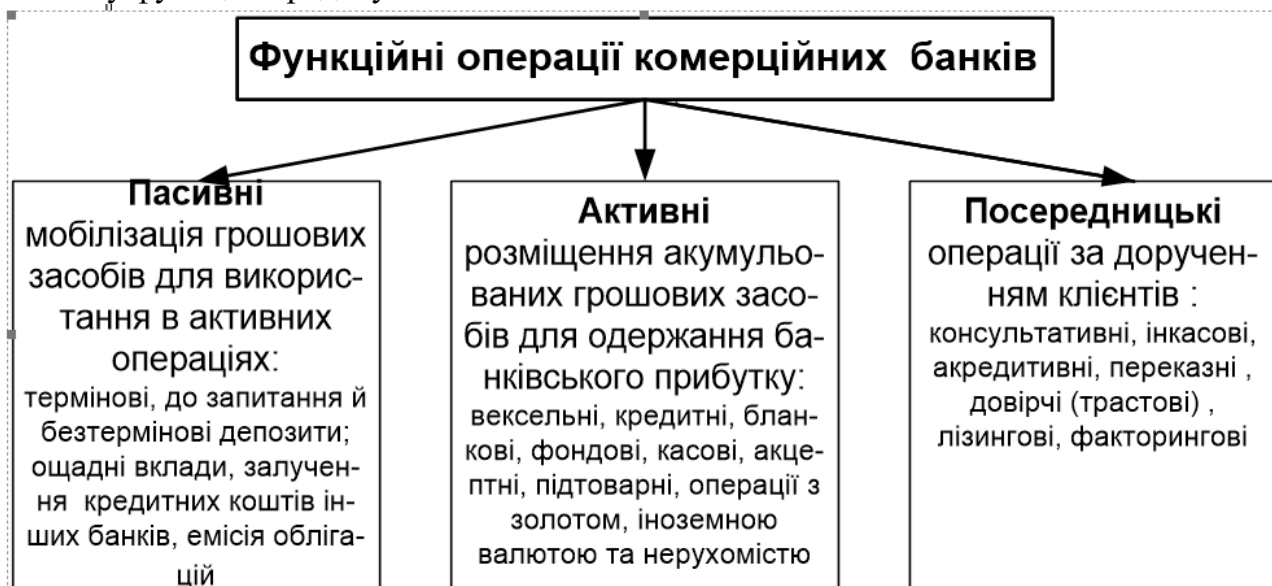 Функційні операції комерційних банків
Пасивні
мобілізація грошових
засобів для викорис-
тання в активних
операціях:
термінові, до запитання й
безтермінові депозити;
ощадні вклади, залучен-
ня кредитних коштів ін-
ших банків, емісія обліга-
цій
Активні
розміщення акумульо-
ваних грошових засо-
бів для одержання ба-
нківського прибутку:
вексельні, кредитні, блан-
кові, фондові, касові, акце-
птні, підтоварні, операції з
золотом, іноземною
валютою та нерухомістю
Посередницькі
операції за доручен-
ням клієнтів :
консультативні, інкасові,
акредитивні, переказні ,
довірчі (трастові) ,
лізингові, факторингові